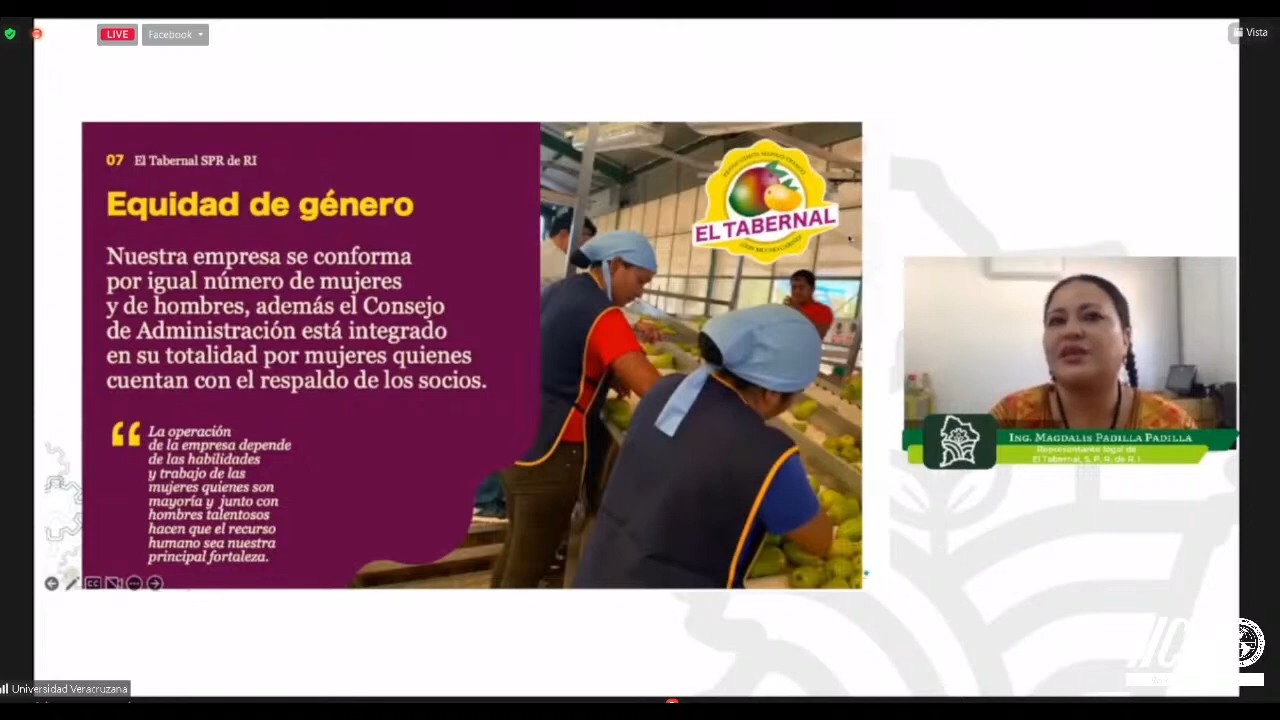 LIVE
Facebook
Vista
07 El Tabernal SPR de RI
Equidad de género
Nuestra empresa se conforma
por igual número de mujeres
y de hombres, además el Consejo
de Administración está integrado
en su totalidad por mujeres quienes
cuentan con el respaldo de los socios.
“ La operación
de la empresa depende
de las habilidades
y trabajo de las
mujeres quienes son
mayoría y junto con
hombres talentosos
hacen que el recurso
humano sea nuestra
principal fortaleza.
EL TABERNAL
ING. MAGDALIS PADILLA PADILLA
Representante legal de
El Tabernal, S. P. R. de R. I.
CC
Universidad Veracruzana